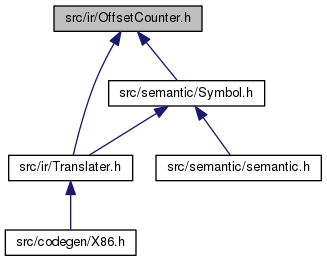 src/ir/OffsetCounter.h
src/semantic/Symbol.h
src/ir/Translater.h
src/semantic/semantic.h
src/codegen/X86.h